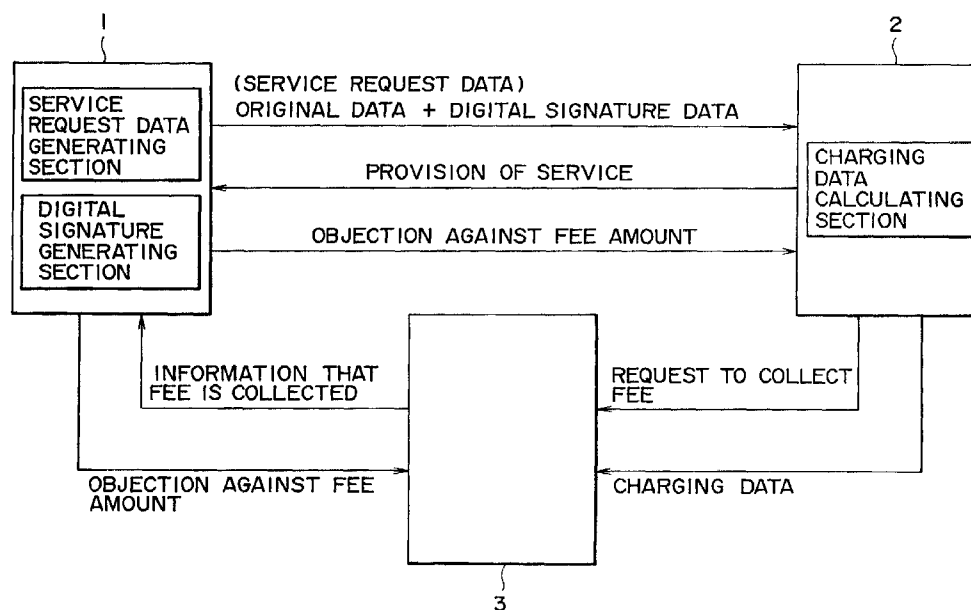 1
2
(SERVICE REQUEST DATA)
ORIGINAL DATA + DIGITAL SIGNATURE DATA
SERVICE
REQUEST DATA
GENERATING
SECTION
PROVISION OF SERVICE
CHARGING
DATA
CALCULATING
SECTION
DIGITAL
SIGNATURE
GENERATING
SECTION
OBJECTION AGAINST FEE AMOUNT
INFORMATION THAT
FEE IS COLLECTED
REQUEST TO COLLECT
FEE
OBJECTION AGAINST FEE
AMOUNT
CHARGING DATA
3